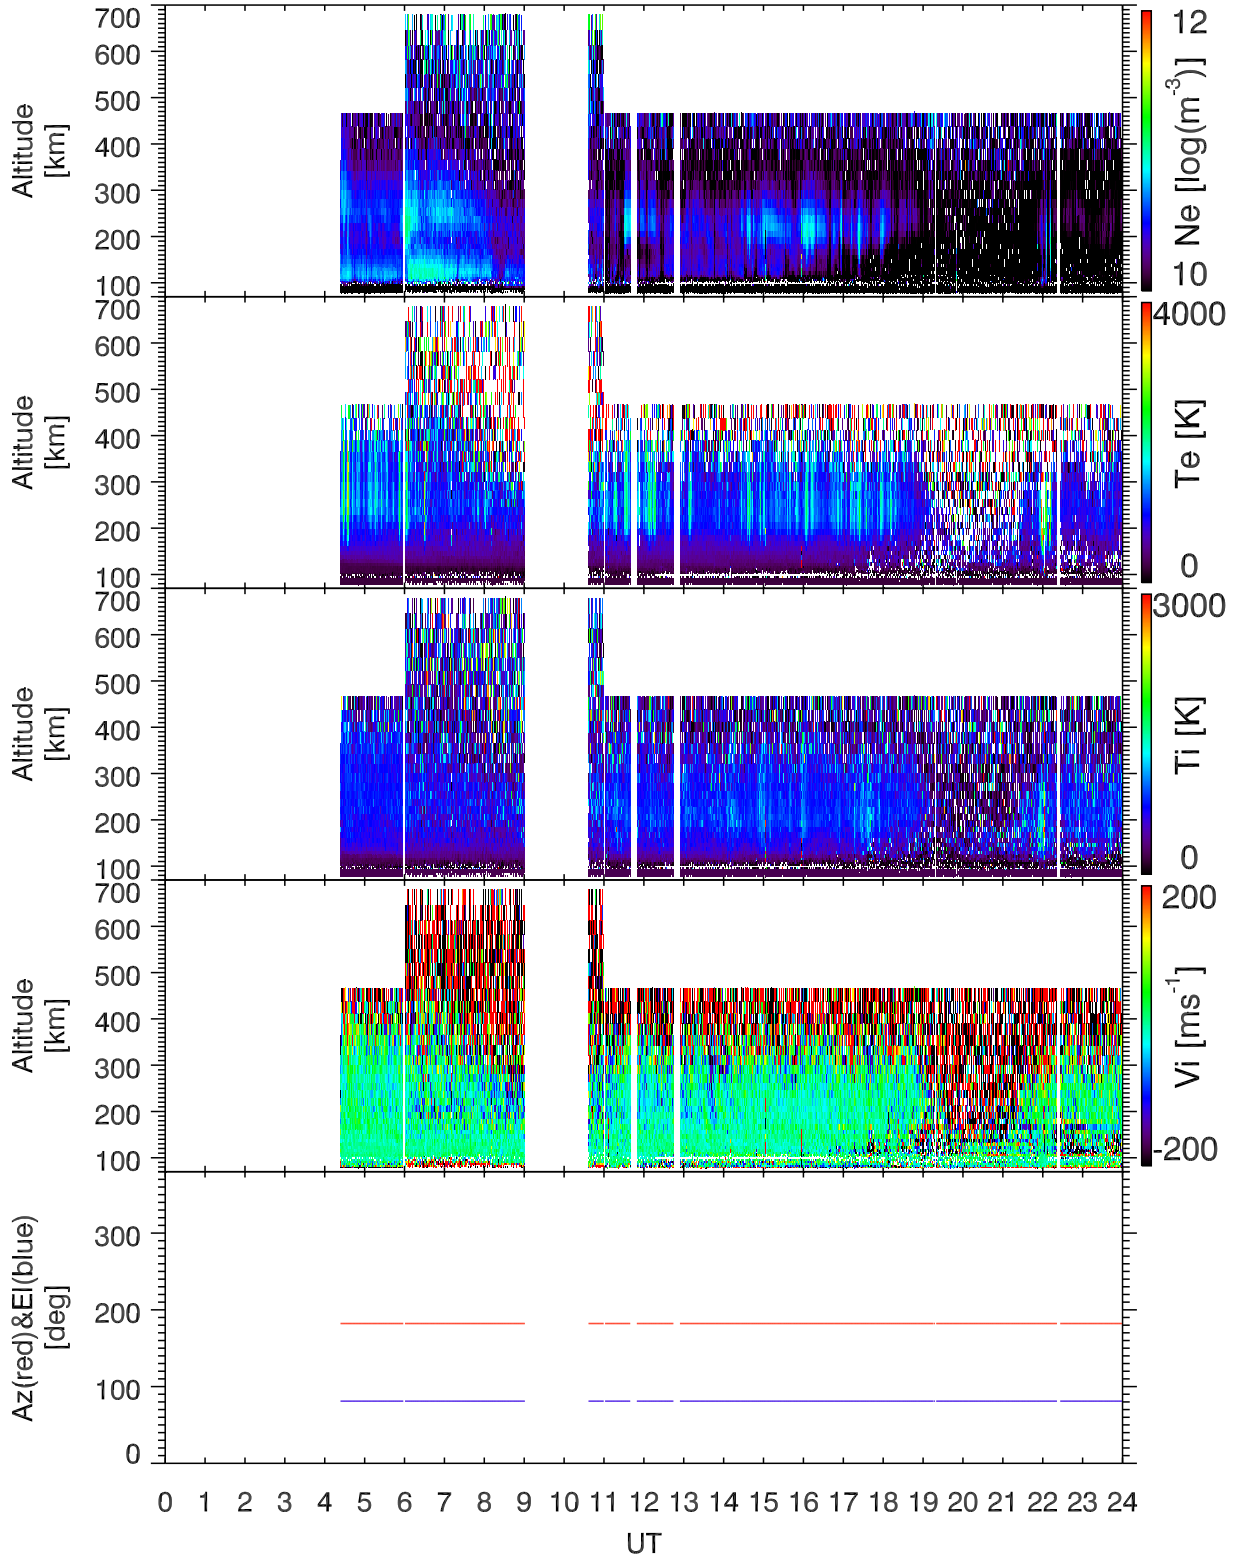 700
600
500
400
300
200
100
Altitude
[km]
12
Ne [log(m⁻³)]
10
700
600
500
400
300
200
100
Altitude
[km]
4000
Te [K]
0
700
600
500
400
300
200
100
Altitude
[km]
3000
Ti [K]
0
700
600
500
400
300
200
100
Altitude
[km]
200
Vi [ms⁻¹]
-200
300
200
100
0
Az(red)&El(blue)
[deg]
0 1 2 3 4 5 6 7 8 9 10 11 12 13 14 15 16 17 18 19 20 21 22 23 24
UT